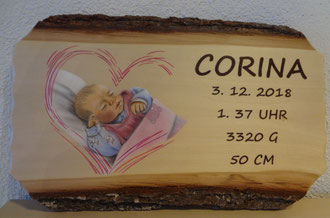 CORINA
3. 12. 2018
1. 37 UHR
3320 G
50 CM